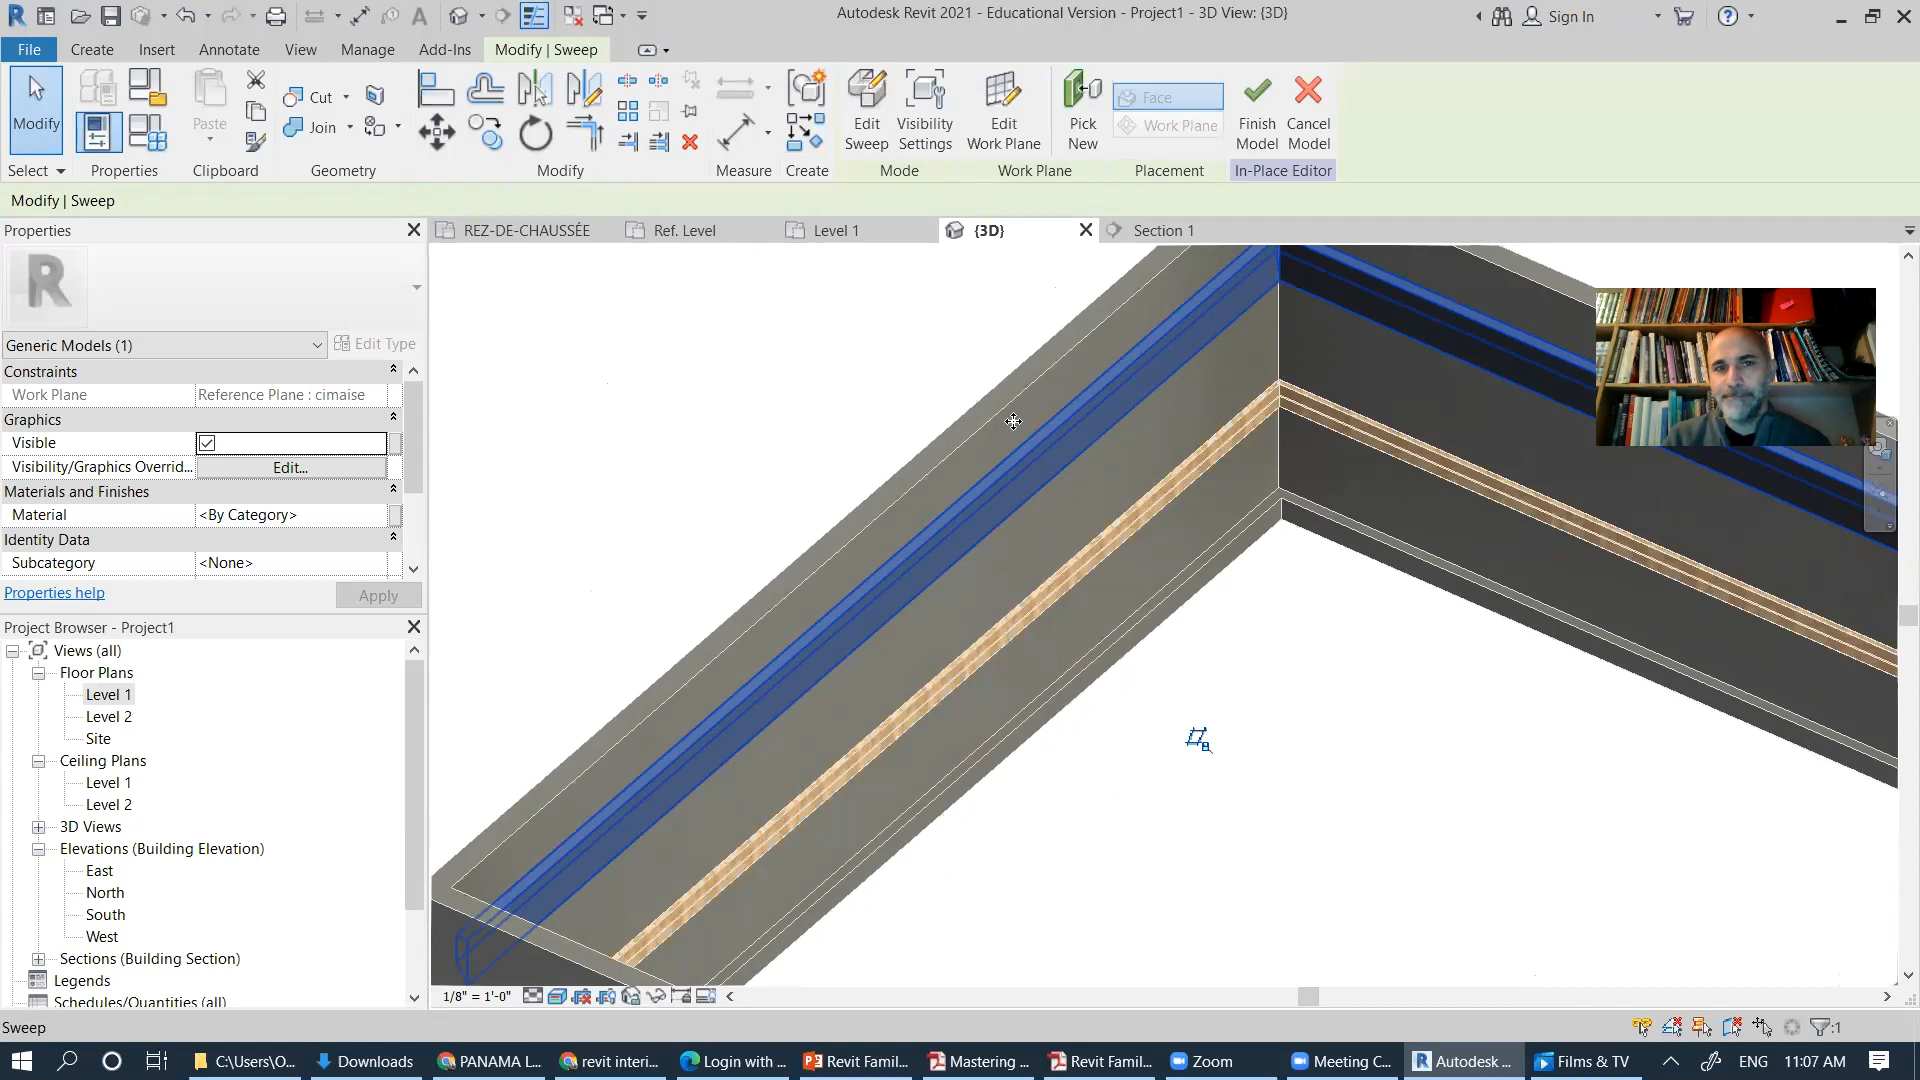 Autodesk Revit 2021 - Educational Version - Project1 - 3D View: {3D}
Sign In
File Create Insert Annotate View Manage Add-Ins Modify | Sweep
Modify Paste Cut Join Edit Sweep Visibility Settings Edit Work Plane Pick New Face Work Plane Finish Model Cancel Model
Select Properties Clipboard Geometry Modify Measure Create Mode Work Plane Placement In-Place Editor
Modify | Sweep
Properties
REZ-DE-CHAUSSÉE Ref. Level Level 1 {3D} Section 1
Generic Models (1) Edit Type
Constraints
Work Plane Reference Plane : cimaise
Graphics
Visible
Visibility/Graphics Overrid... Edit...
Materials and Finishes
Material <By Category>
Identity Data
Subcategory <None>
Properties help Apply
Project Browser - Project1
Views (all)
Floor Plans
Level 1
Level 2
Site
Ceiling Plans
Level 1
Level 2
3D Views
Elevations (Building Elevation)
East
North
South
West
Sections (Building Section)
Legends
Schedules/Quantities (all)
1/8" = 1'-0"
Sweep :1
C:\Users\O... Downloads PANAMA L... revit interi... Login with ... Revit Famil... Mastering ... Revit Famil... Zoom Meeting C... Autodesk ... Films & TV ENG 11:07 AM